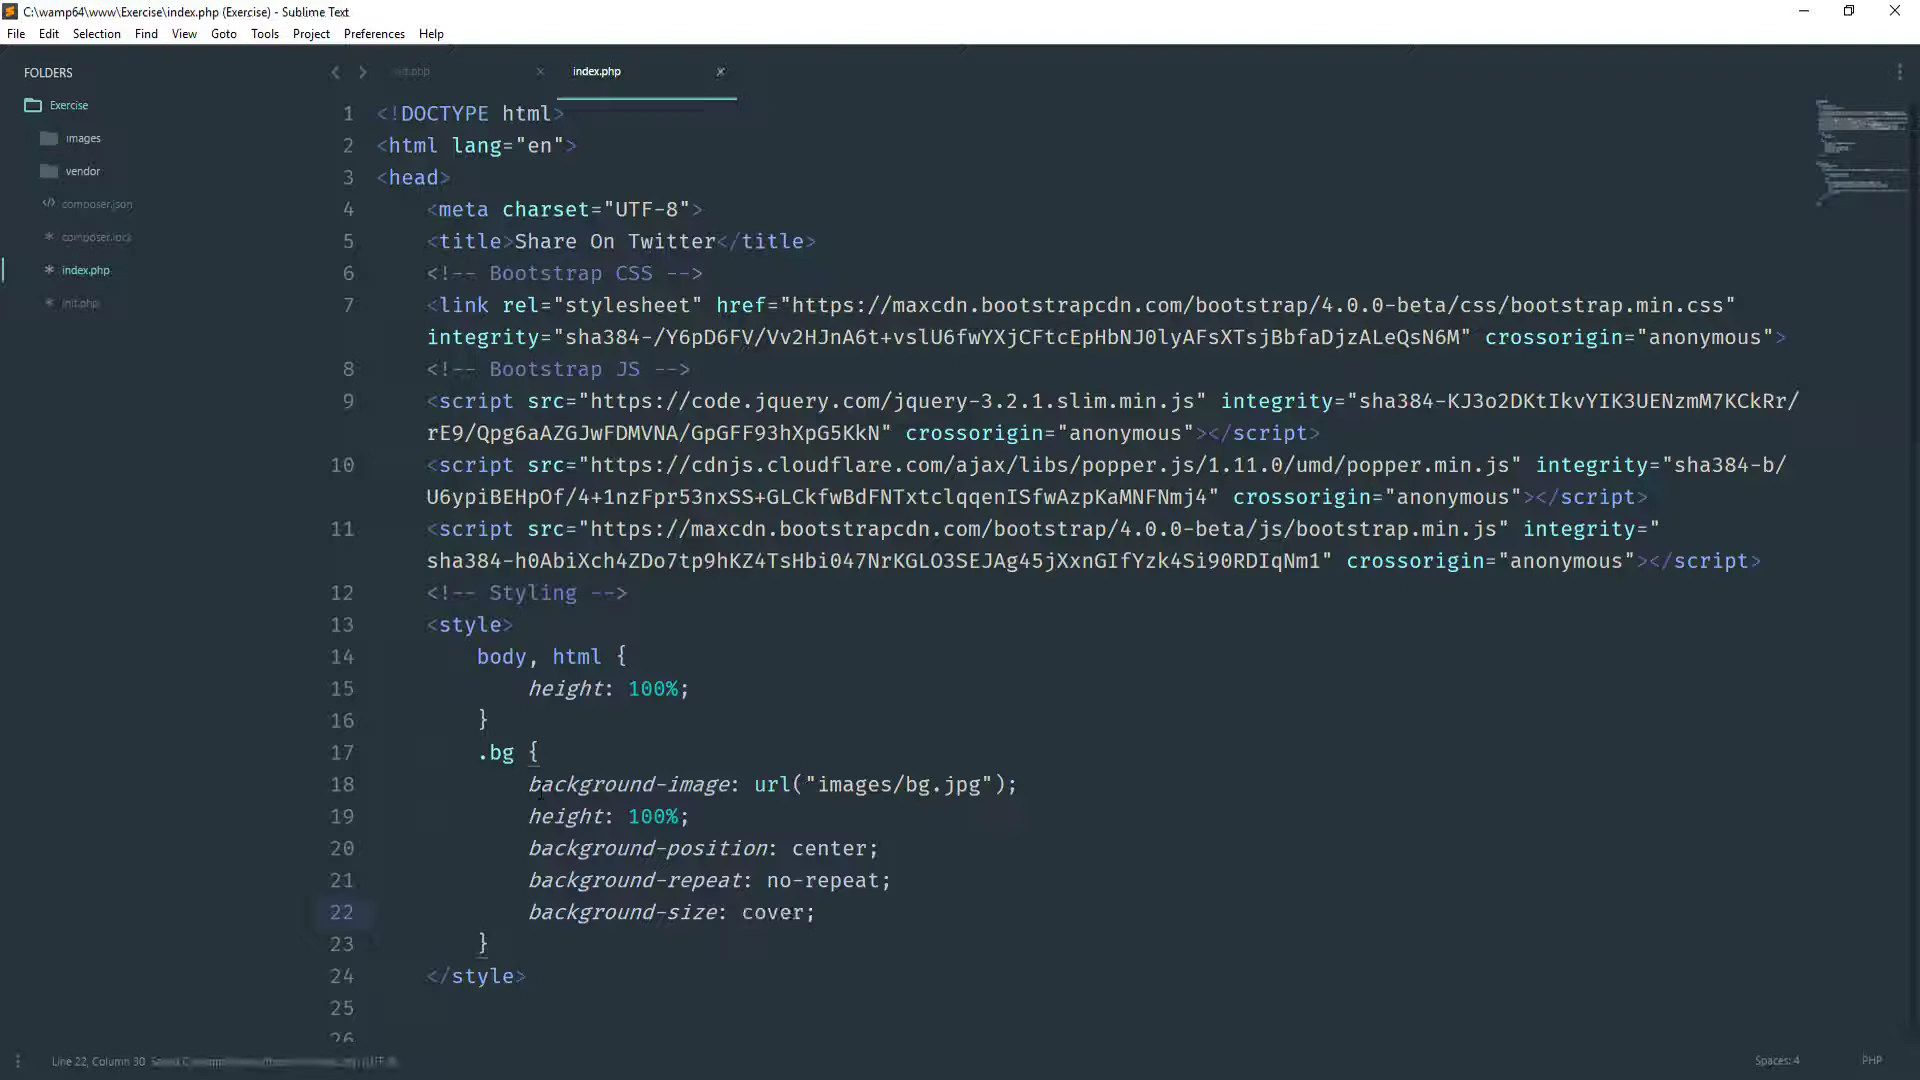 C:\wamp64\www\Exercise\index.php (Exercise) - Sublime Text
File Edit Selection Find View Goto Tools Project Preferences Help
FOLDERS
Exercise
images
vendor
composer.json
composer.lock
index.php
init.php
index.php
1 <!DOCTYPE html>
2 <html lang="en">
3 <head>
4 <meta charset="UTF-8">
5 <title>Share On Twitter</title>
6 <!-- Bootstrap CSS -->
7 <link rel="stylesheet" href="https://maxcdn.bootstrapcdn.com/bootstrap/4.0.0-beta/css/bootstrap.min.css"
integrity="sha384-/Y6pD6FV/Vv2HJnA6t+vslU6fwYXjCFtcEpHbNJ0lyAFsXTsjBbfaDjzALeQsN6M" crossorigin="anonymous">
8 <!-- Bootstrap JS -->
9 <script src="https://code.jquery.com/jquery-3.2.1.slim.min.js" integrity="sha384-KJ3o2DKtIkvYIK3UENzmM7KCkRr/
rE9/Qpg6aAZGJwFDMVNA/GpGFF93hXpG5KkN" crossorigin="anonymous"></script>
10 <script src="https://cdnjs.cloudflare.com/ajax/libs/popper.js/1.11.0/umd/popper.min.js" integrity="sha384-b/
U6ypiBEHpOf/4+1nzFpr53nxSS+GLCkfwBdFNTxtclqqenISfwAzpKaMNFNmj4" crossorigin="anonymous"></script>
11 <script src="https://maxcdn.bootstrapcdn.com/bootstrap/4.0.0-beta/js/bootstrap.min.js" integrity="
sha384-h0AbiXch4ZDo7tp9hKZ4TsHbi047NrKGLO3SEJAg45jXxnGIfYzk4Si90RDIqNm1" crossorigin="anonymous"></script>
12 <!-- Styling -->
13 <style>
14 body, html {
15 height: 100%;
16 }
17 .bg {
18 background-image: url("images/bg.jpg");
19 height: 100%;
20 background-position: center;
21 background-repeat: no-repeat;
22 background-size: cover;
23 }
24 </style>
25
26
Line 22, Column 30
Spaces: 4
PHP